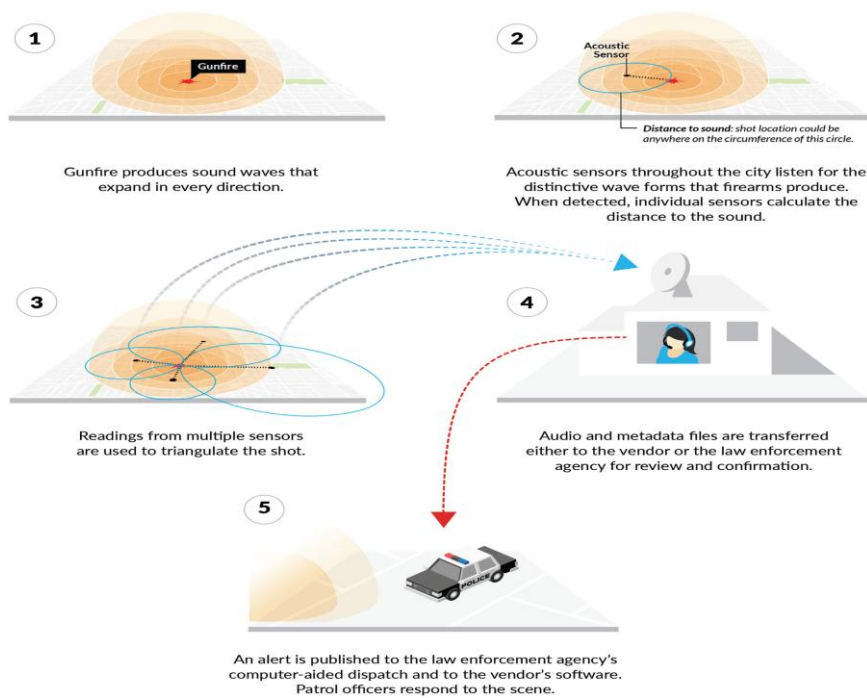 1
Gunfire
Gunfire produces sound waves that
expand in every direction.
2
Acoustic
Sensor
Distance to sound: shot location could be
anywhere on the circumference of this circle.
Acoustic sensors throughout the city listen for the
distinctive wave forms that firearms produce.
When detected, individual sensors calculate the
distance to the sound.
3
Readings from multiple sensors
are used to triangulate the shot.
4
Audio and metadata files are transferred
either to the vendor or the law enforcement
agency for review and confirmation.
5
POLICE
An alert is published to the law enforcement agency's
computer-aided dispatch and to the vendor's software.
Patrol officers respond to the scene.